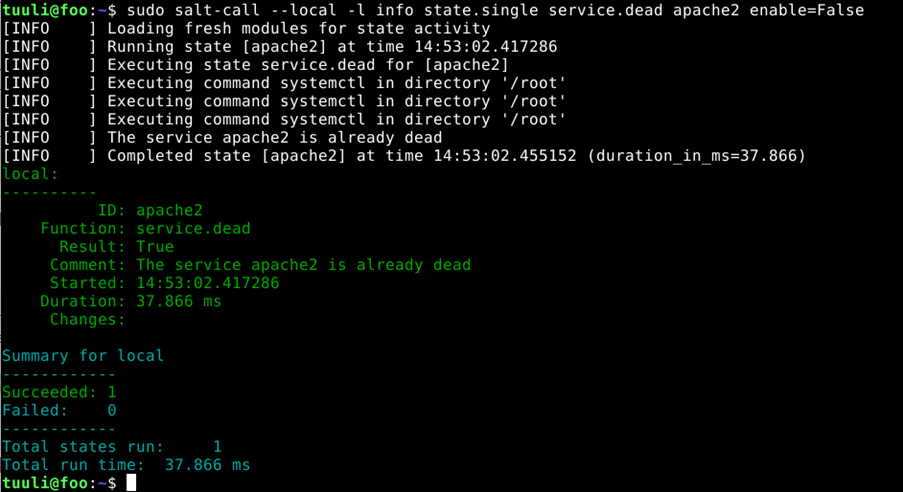 tuuli@foo:~$ sudo salt-call --local -l info state.single service.dead apache2 enable=False
[INFO    ] Loading fresh modules for state activity
[INFO    ] Running state [apache2] at time 14:53:02.417286
[INFO    ] Executing state service.dead for [apache2]
[INFO    ] Executing command systemctl in directory '/root'
[INFO    ] Executing command systemctl in directory '/root'
[INFO    ] Executing command systemctl in directory '/root'
[INFO    ] The service apache2 is already dead
[INFO    ] Completed state [apache2] at time 14:53:02.455152 (duration_in_ms=37.866)
local:
----------
          ID: apache2
    Function: service.dead
      Result: True
     Comment: The service apache2 is already dead
     Started: 14:53:02.417286
    Duration: 37.866 ms
     Changes:

Summary for local
------------
Succeeded: 1
Failed:    0
------------
Total states run:     1
Total run time:  37.866 ms
tuuli@foo:~$